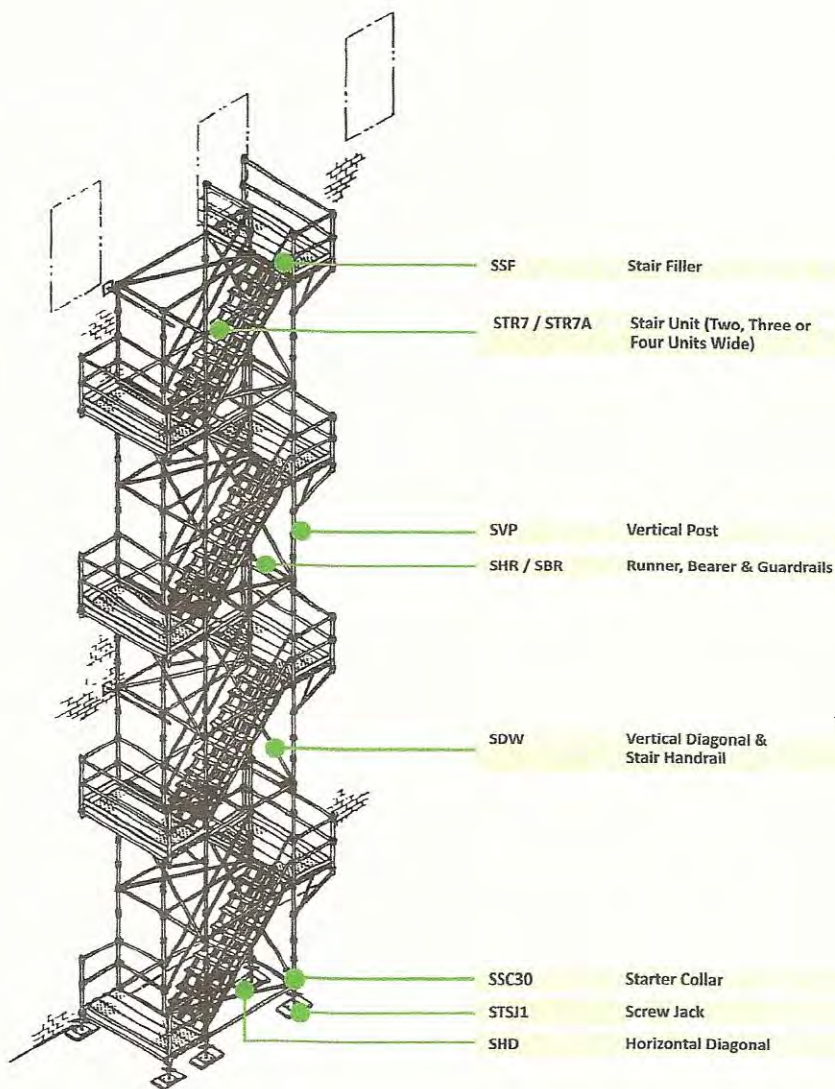 SSF Stair Filler
STR7 / STR7A Stair Unit (Two, Three or
Four Units Wide)
SVP Vertical Post
SHR / SBR Runner, Bearer & Guardrails
SDW Vertical Diagonal &
Stair Handrail
SSC30 Starter Collar
STSJ1 Screw Jack
SHD Horizontal Diagonal